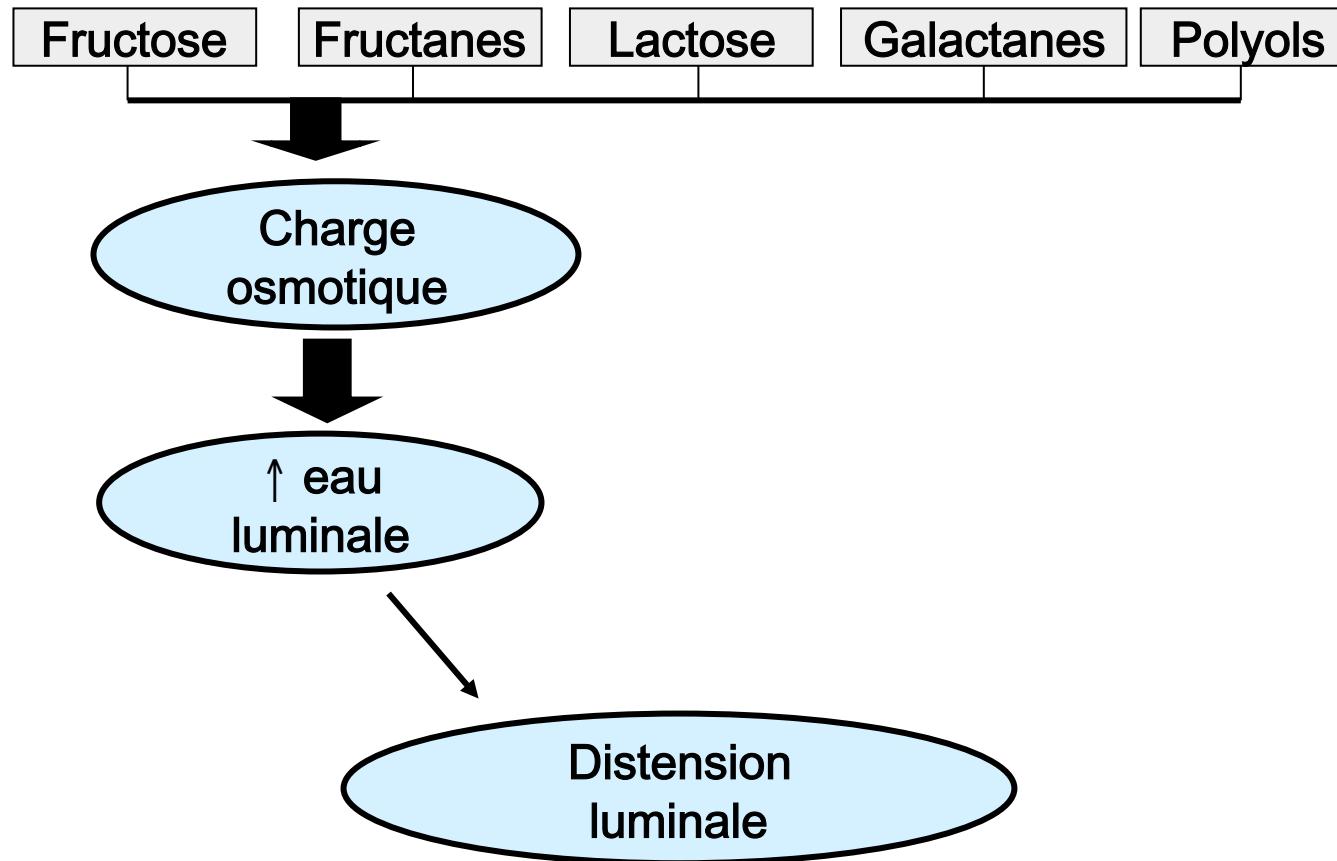 Fructose Fructanes Lactose Galactanes Polyols
Charge
osmotique
↑ eau
luminale
Distension
luminale